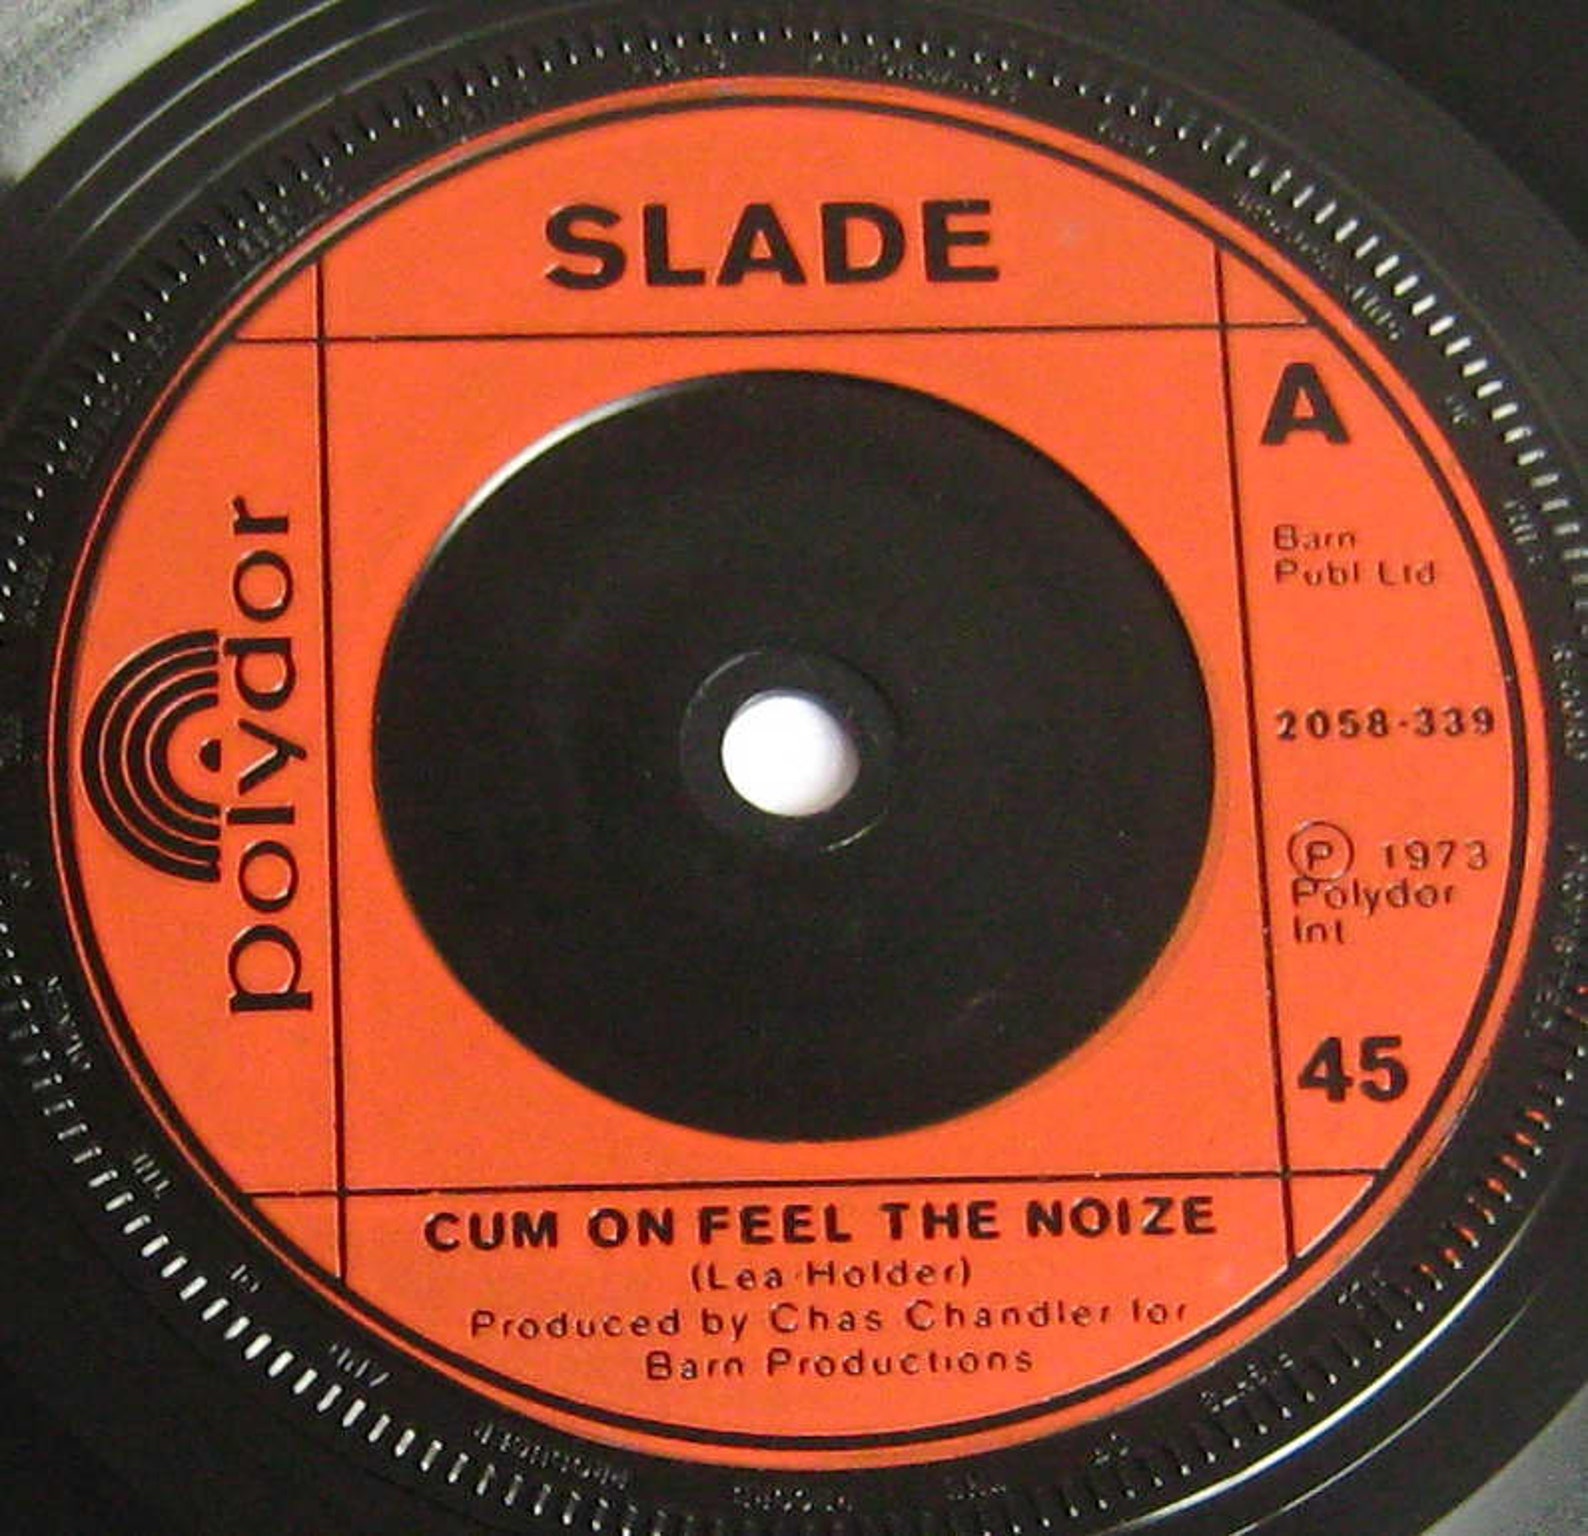 SLADE
polydor
A
Barn
Publ Ltd
2058-339
Ⓟ 1973
Polydor
Int
45
CUM ON FEEL THE NOIZE
(Lea-Holder)
Produced by Chas Chandler for
Barn Productions